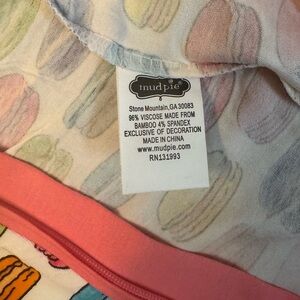 mudpie
6
Stone Mountain,GA 30083
96% VISCOSE MADE FROM
BAMBOO 4% SPANDEX
EXCLUSIVE OF DECORATION
MADE IN CHINA
www.mudpie.com
RN131993